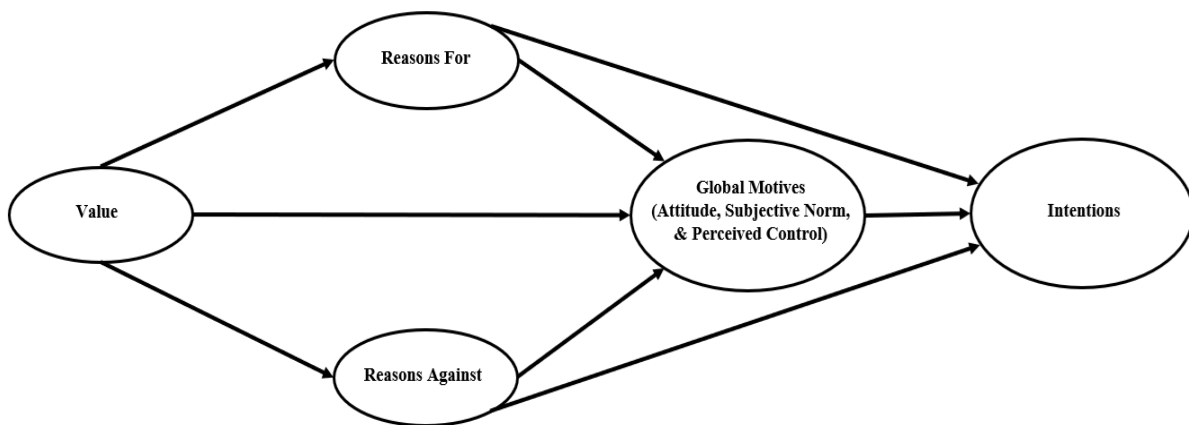 Reasons For
Value
Global Motives
(Attitude, Subjective Norm,
& Perceived Control)
Intentions
Reasons Against